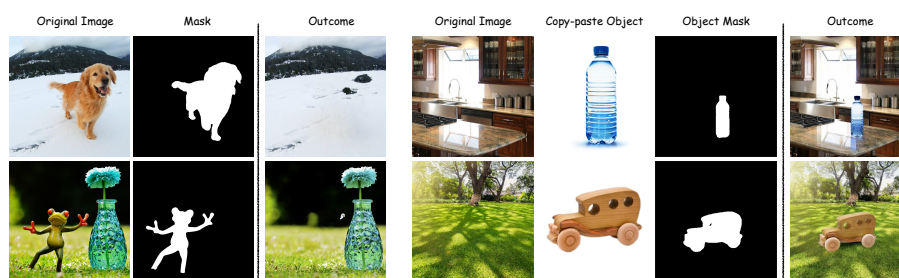 Original Image
Mask
Outcome
Original Image
Copy-paste Object
Object Mask
Outcome